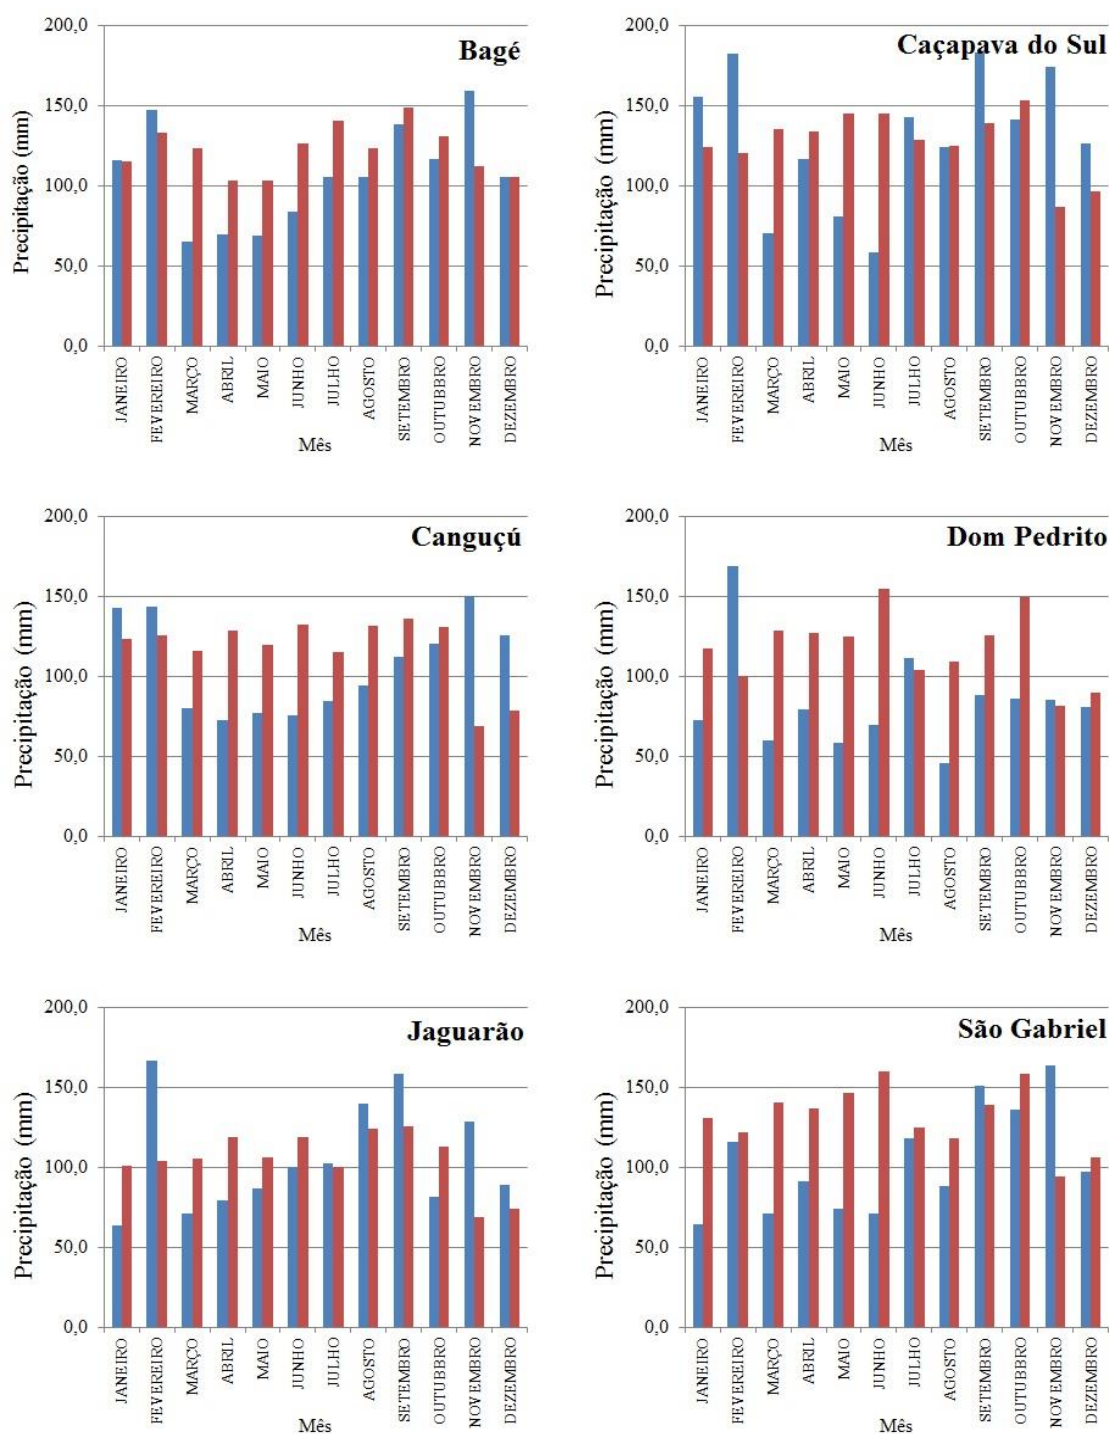 Bagé
Precipitação (mm)
200,0
150,0
100,0
50,0
0,0
JANEIRO
FEVEREIRO
MARÇO
ABRIL
MAIO
JUNHO
JULHO
AGOSTO
SETEMBRO
OUTUBBRO
NOVEMBRO
DEZEMBRO
Mês
Caçapava do Sul
Precipitação (mm)
200,0
150,0
100,0
50,0
0,0
JANEIRO
FEVEREIRO
MARÇO
ABRIL
MAIO
JUNHO
JULHO
AGOSTO
SETEMBRO
OUTUBBRO
NOVEMBRO
DEZEMBRO
Mês
Canguçú
Precipitação (mm)
200,0
150,0
100,0
50,0
0,0
JANEIRO
FEVEREIRO
MARÇO
ABRIL
MAIO
JUNHO
JULHO
AGOSTO
SETEMBRO
OUTUBBRO
NOVEMBRO
DEZEMBRO
Mês
Dom Pedrito
Precipitação (mm)
200,0
150,0
100,0
50,0
0,0
JANEIRO
FEVEREIRO
MARÇO
ABRIL
MAIO
JUNHO
JULHO
AGOSTO
SETEMBRO
OUTUBBRO
NOVEMBRO
DEZEMBRO
Mês
Jaguarão
Precipitação (mm)
200,0
150,0
100,0
50,0
0,0
JANEIRO
FEVEREIRO
MARÇO
ABRIL
MAIO
JUNHO
JULHO
AGOSTO
SETEMBRO
OUTUBBRO
NOVEMBRO
DEZEMBRO
Mês
São Gabriel
Precipitação (mm)
200,0
150,0
100,0
50,0
0,0
JANEIRO
FEVEREIRO
MARÇO
ABRIL
MAIO
JUNHO
JULHO
AGOSTO
SETEMBRO
OUTUBBRO
NOVEMBRO
DEZEMBRO
Mês